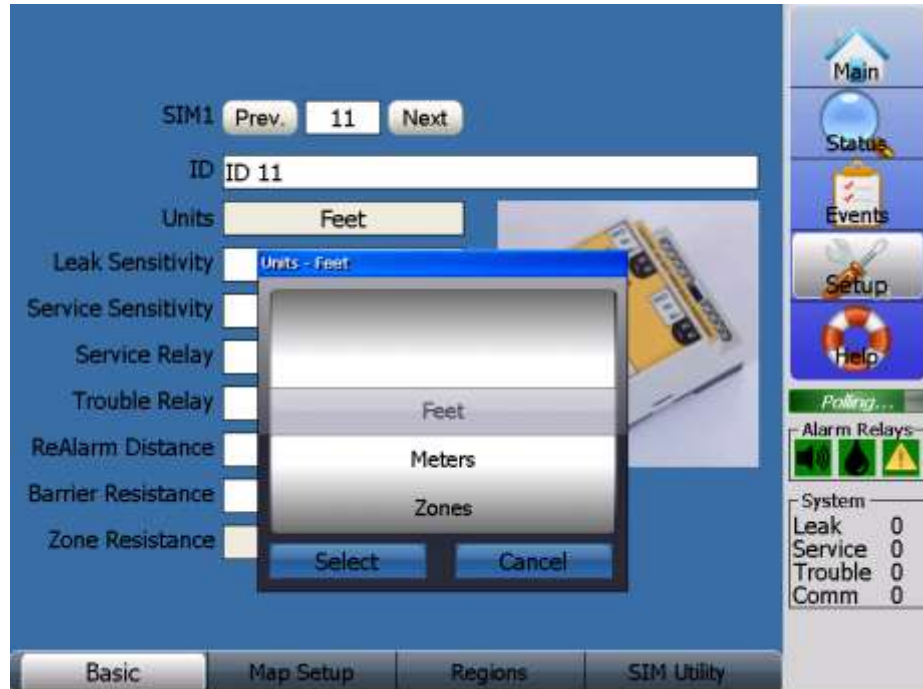 SIM1 Prev. 11 Next
ID ID 11
Units Feet
Leak Sensitivity
Service Sensitivity
Service Relay
Trouble Relay
ReAlarm Distance
Barrier Resistance
Zone Resistance
Units - Feet
Feet
Meters
Zones
Select Cancel
Main
Status
Events
Setup
Help
Polling...
Alarm Relays
System
Leak 0
Service 0
Trouble 0
Comm 0
Basic Map Setup Regions SIM Utility